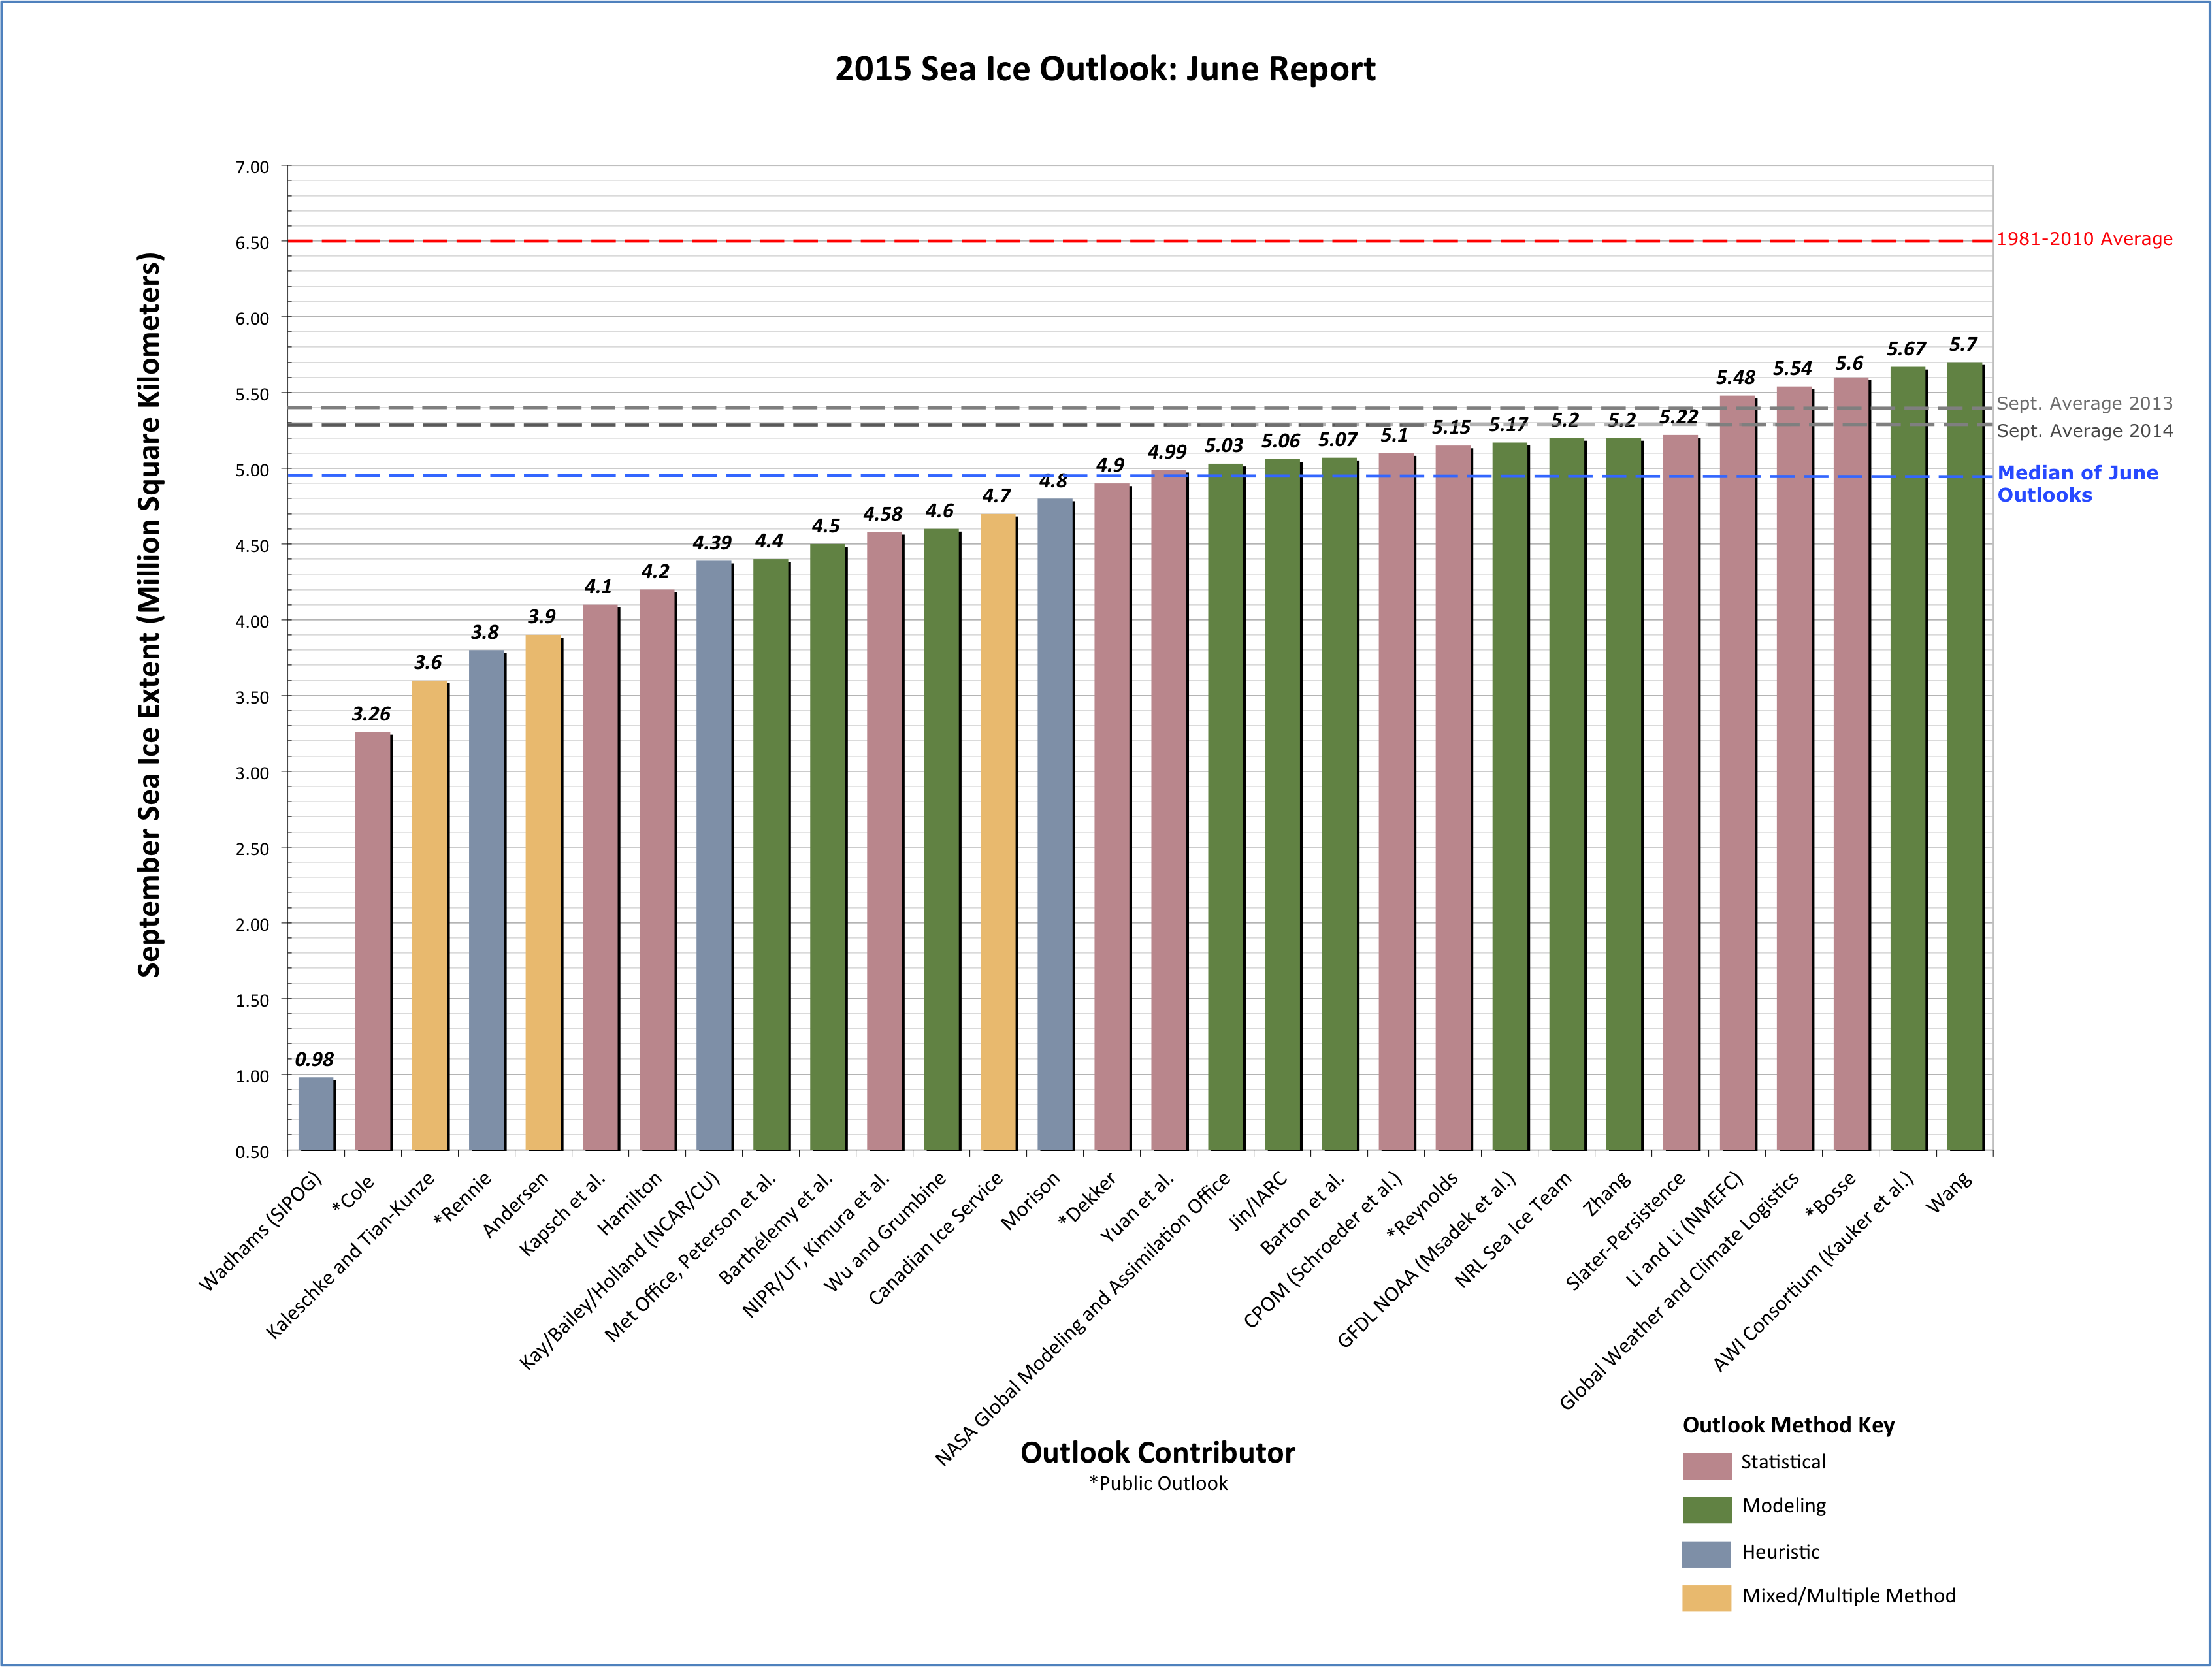 2015 Sea Ice Outlook: June Report
September Sea Ice Extent (Million Square Kilometers)
7.00
6.50
6.00
5.50
5.00
4.50
4.00
3.50
3.00
2.50
2.00
1.50
1.00
0.50
1981-2010 Average
Sept. Average 2013
Sept. Average 2014
Median of June
Outlooks
0.98
3.26
3.6
3.8
3.9
4.1
4.2
4.39
4.4
4.5
4.58
4.6
4.7
4.8
4.9
4.99
5.03
5.06
5.07
5.1
5.15
5.17
5.2
5.2
5.22
5.48
5.54
5.6
5.67
5.7
Wadhams (SIPOG)
*Cole
Kaleschke and Tian-Kunze
*Rennie
Andersen
Kapsch et al.
Hamilton
Kay/Bailey/Holland (NCAR/CU)
Met Office, Peterson et al.
Barthélemy et al.
NIPR/UT, Kimura et al.
Wu and Grumbine
Canadian Ice Service
Morison
*Dekker
Yuan et al.
NASA Global Modeling and Assimilation Office
Jin/IARC
Barton et al.
CPOM (Schroeder et al.)
*Reynolds
GFDL NOAA (Msadek et al.)
NRL Sea Ice Team
Zhang
Slater-Persistence
Li and Li (NMEFC)
Global Weather and Climate Logistics
*Bosse
AWI Consortium (Kauker et al.)
Wang
Outlook Contributor
*Public Outlook
Outlook Method Key
Statistical
Modeling
Heuristic
Mixed/Multiple Method